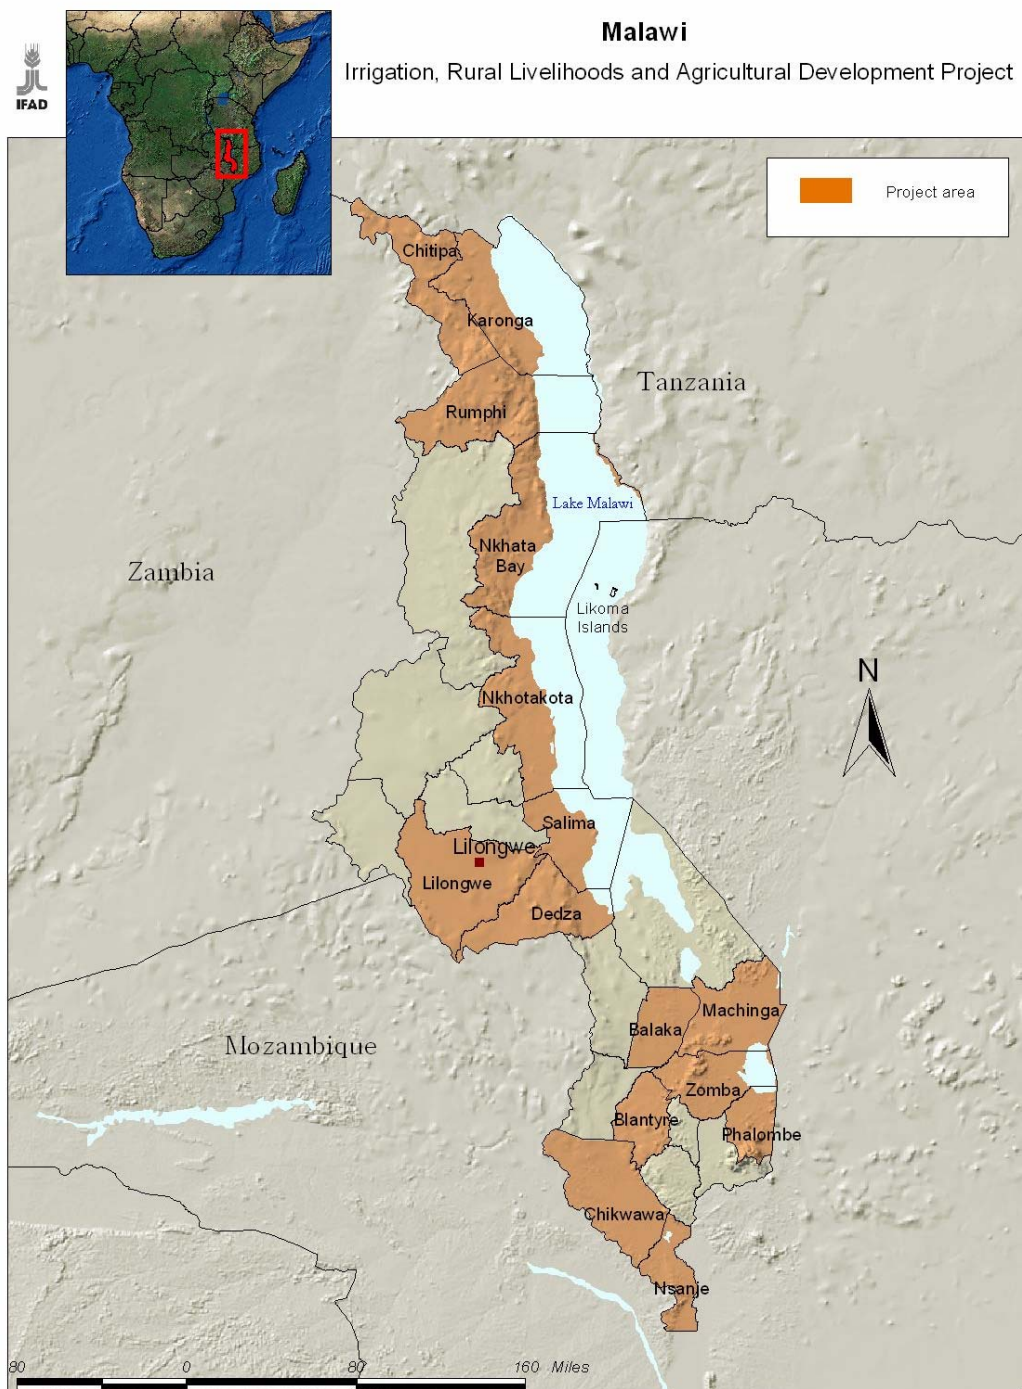 Malawi
Irrigation, Rural Livelihoods and Agricultural Development Project
IFAD
Project area
Chitipa
Karonga
Tanzania
Rumphi
Lake Malawi
Nkhata
Bay
Zambia
Likoma
Islands
N
Nkhotakota
Salima
Lilongwe
Lilongwe
Dedza
Machinga
Balaka
Mozambique
Zomba
Blantyre
Phalombe
Chikwawa
Nsanje
80 0 80 160 Miles